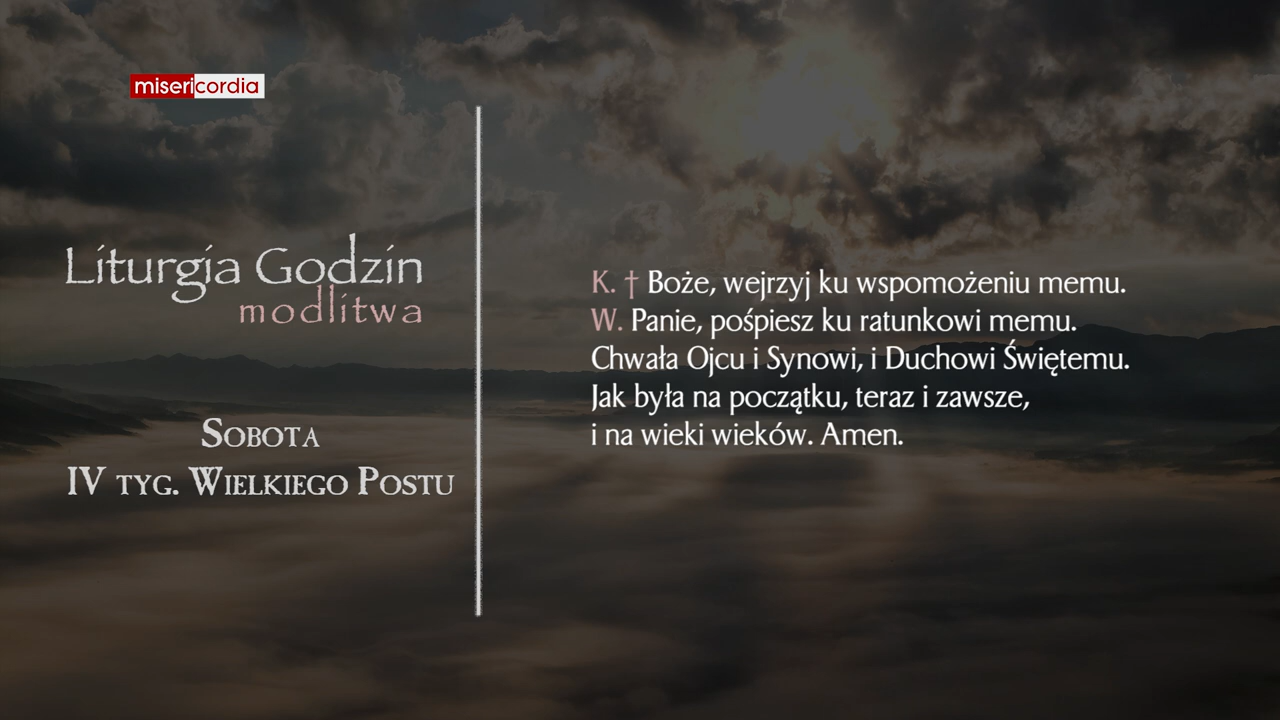 misericordia
Liturgia Godzin
modlitwa
Sobota
IV tyg. Wielkiego Postu
K. † Boże, wejrzyj ku wspomożeniu memu.
W. Panie, pośpiesz ku ratunkowi memu.
Chwała Ojcu i Synowi, i Duchowi Świętemu.
Jak była na początku, teraz i zawsze,
i na wieki wieków. Amen.